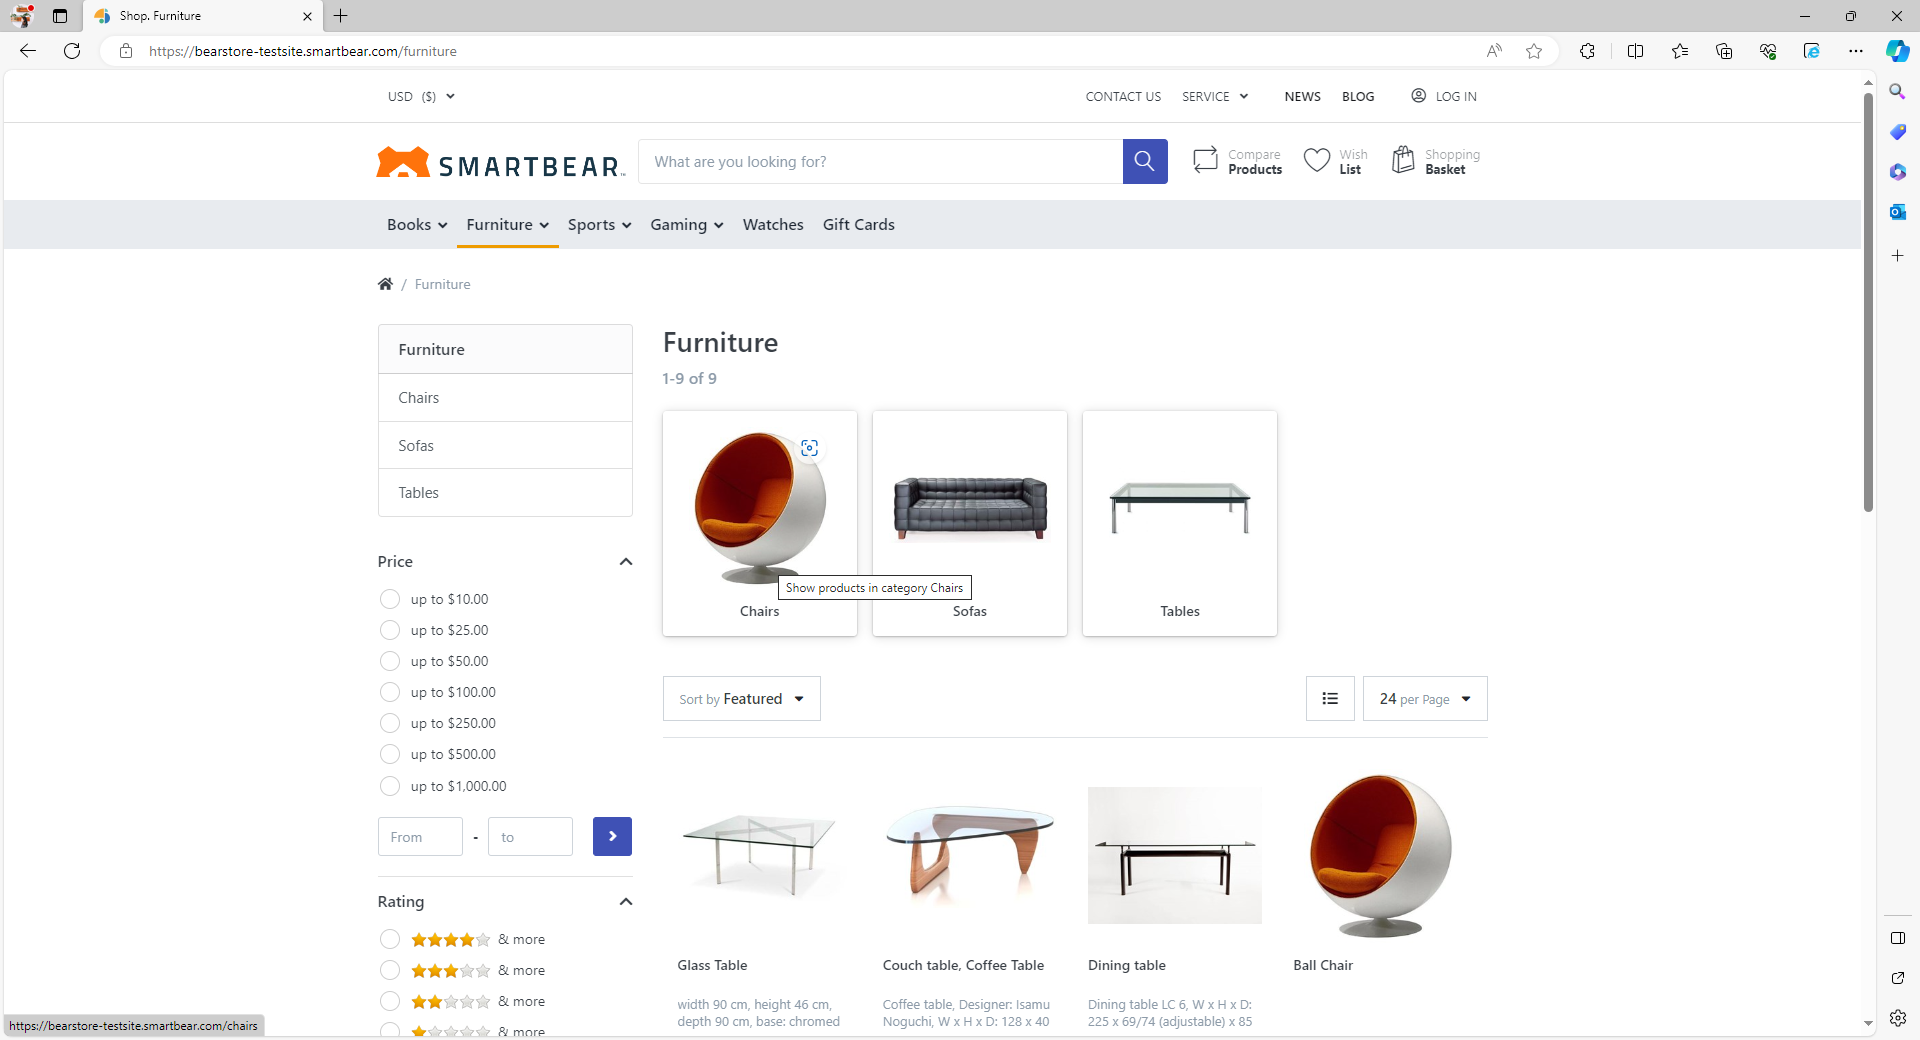 Shop. Furniture
https://bearstore-testsite.smartbear.com/furniture
USD ($)
CONTACT US
SERVICE
NEWS
BLOG
LOG IN
SMARTBEAR
What are you looking for?
Compare
Products
Wish
List
Shopping
Basket
Books
Furniture
Sports
Gaming
Watches
Gift Cards
/ Furniture
Furniture
Chairs
Sofas
Tables
Furniture
1-9 of 9
Show products in category Chairs
Chairs
Sofas
Tables
Price
up to $10.00
up to $25.00
up to $50.00
up to $100.00
up to $250.00
up to $500.00
up to $1,000.00
From - to
Rating
& more
& more
& more
& more
Sort by Featured
24 per Page
Glass Table
width 90 cm, height 46 cm,
depth 90 cm, base: chromed
Couch table, Coffee Table
Coffee table, Designer: Isamu
Noguchi, W x H x D: 128 x 40
Dining table
Dining table LC 6, W x H x D:
225 x 69/74 (adjustable) x 85
Ball Chair
https://bearstore-testsite.smartbear.com/chairs